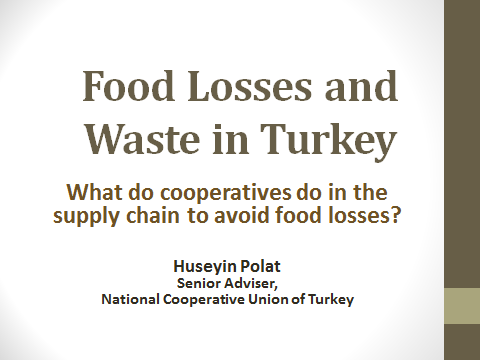 Food Losses and
Waste in Turkey
What do cooperatives do in the
supply chain to avoid food losses?
Huseyin Polat
Senior Adviser,
National Cooperative Union of Turkey